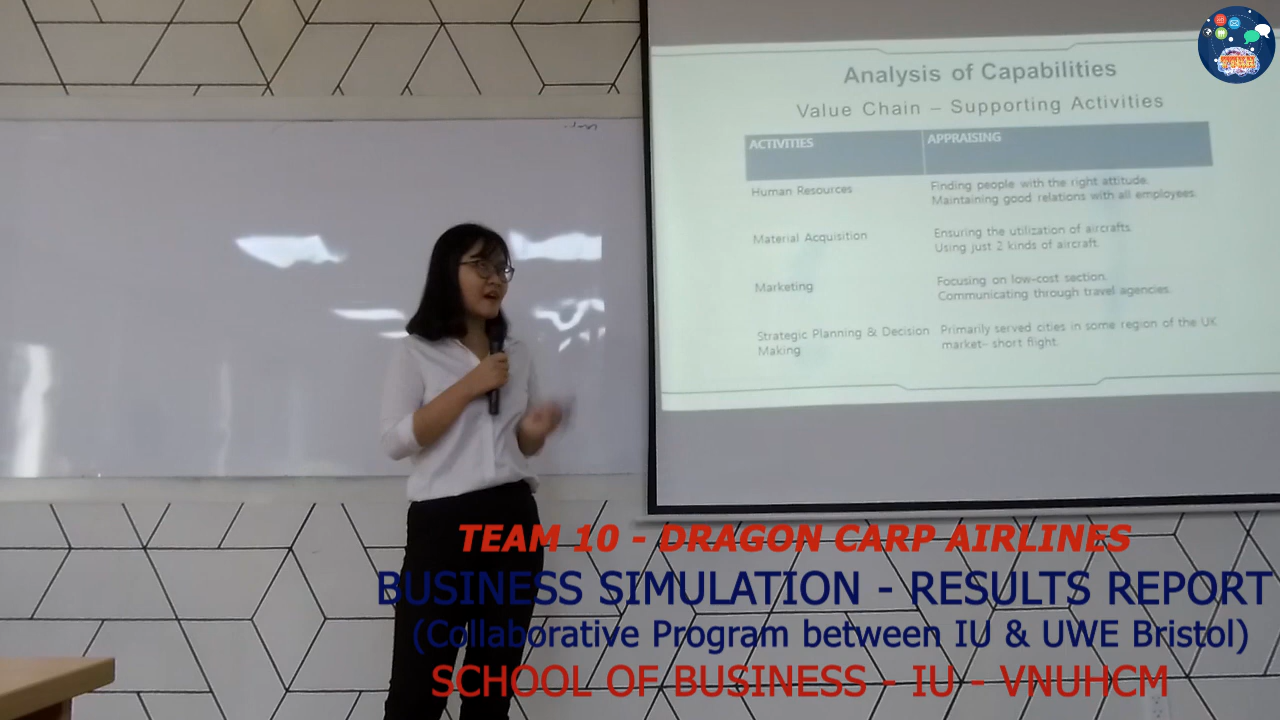 Analysis of Capabilities
Value Chain – Supporting Activities
ACTIVITIES APPRAISING
Human Resources Finding people with the right attitude.
Maintaining good relations with all employees.
Material Acquisition Ensuring the utilization of aircrafts.
Using just 2 kinds of aircraft.
Marketing Focusing on low-cost section.
Communicating through travel agencies.
Strategic Planning & Decision Making Primarily served cities in some region of the UK
market– short flight.
TEAM 10 - DRAGON CARP AIRLINES
BUSINESS SIMULATION - RESULTS REPORT
(Collaborative Program between IU & UWE Bristol)
SCHOOL OF BUSINESS - IU - VNUHCM